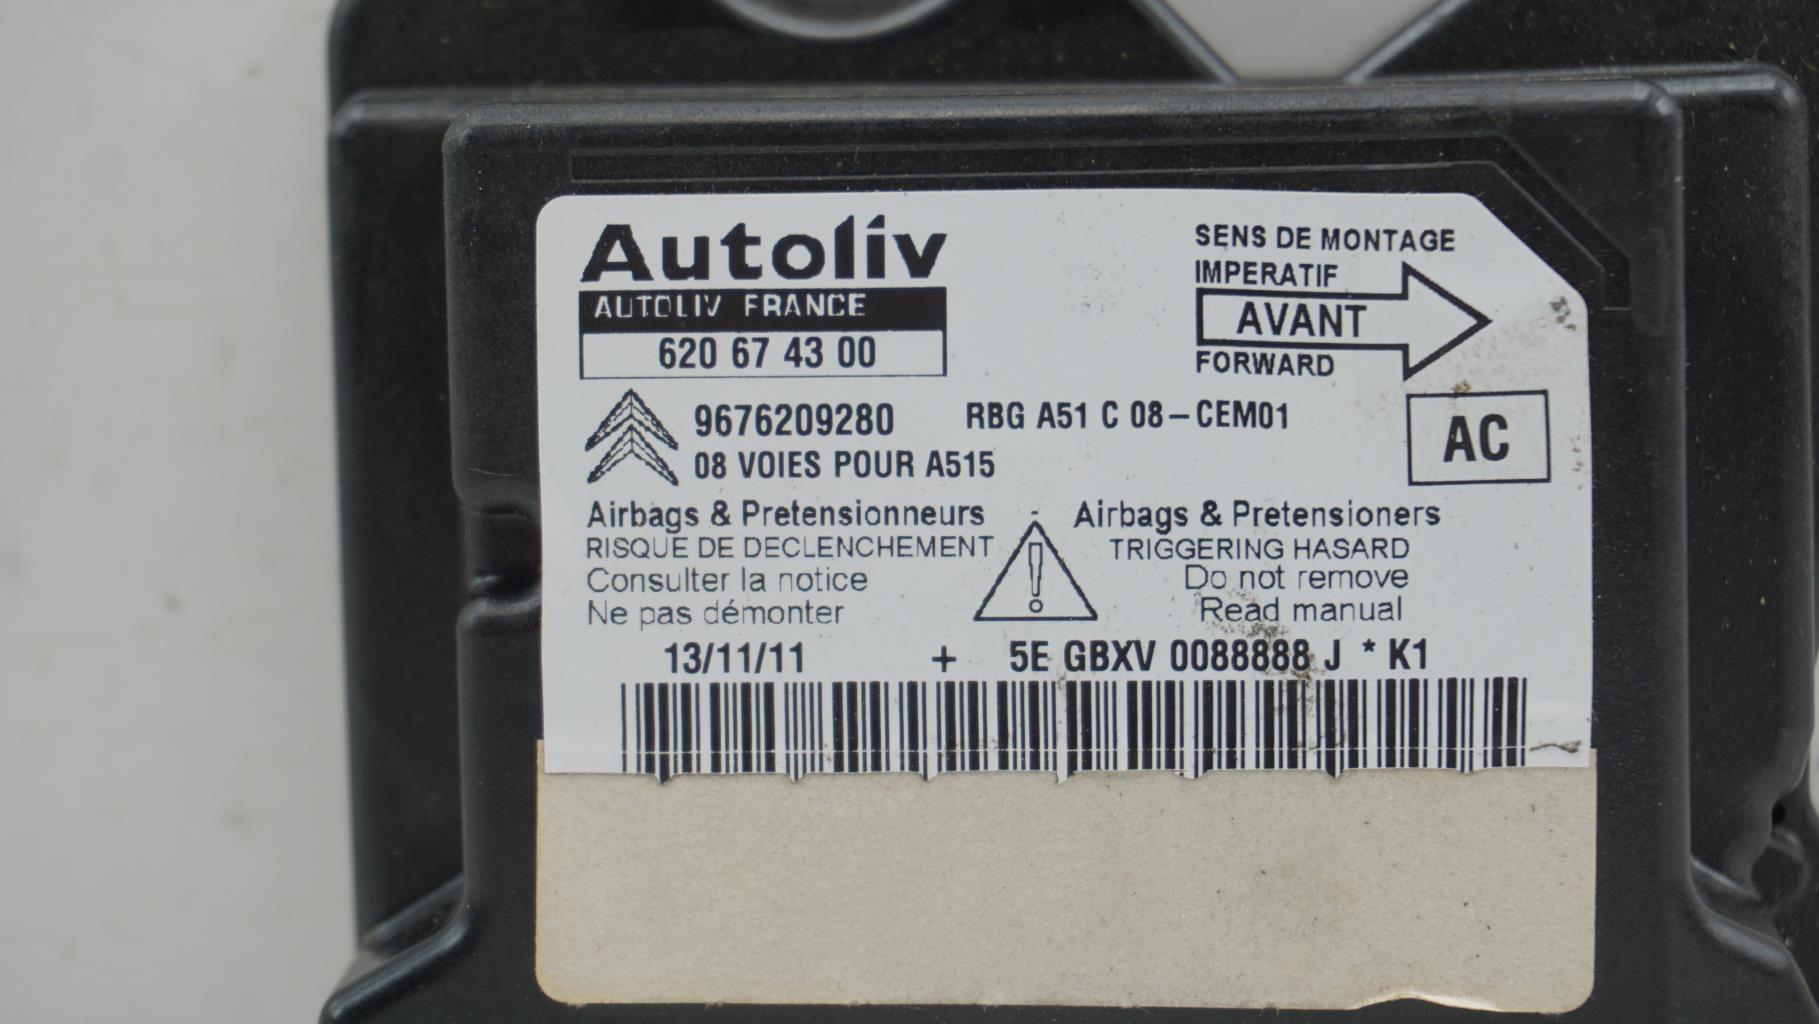 Autoliv
AUTOLIV FRANCE
620 67 43 00
SENS DE MONTAGE
IMPERATIF
AVANT
FORWARD
9676209280 RBG A51 C 08-CEM01
08 VOIES POUR A515
AC
Airbags & Pretensionneurs
RISQUE DE DECLENCHEMENT
Consulter la notice
Ne pas démonter
Airbags & Pretensioners
TRIGGERING HASARD
Do not remove
Read manual
13/11/11 + 5E GBXV 0088888 J * K1